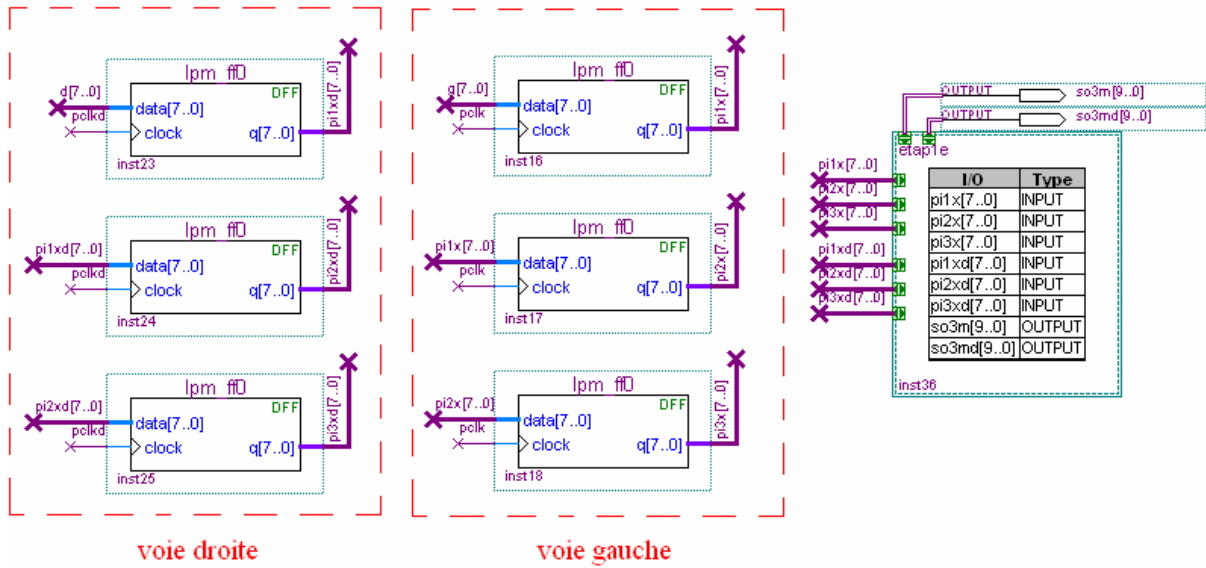 lpm_ff0
DFF
d[7..0]
data[7..0]
pclkd
clock
q[7..0]
pi1xd[7..0]
inst23
lpm_ff0
DFF
pi1xd[7..0]
data[7..0]
pclkd
clock
q[7..0]
pi2xd[7..0]
inst24
lpm_ff0
DFF
pi2xd[7..0]
data[7..0]
pclkd
clock
q[7..0]
pi3xd[7..0]
inst25
voie droite
lpm_ff0
DFF
g[7..0]
data[7..0]
pclk
clock
q[7..0]
pi1x[7..0]
inst16
lpm_ff0
DFF
pi1x[7..0]
data[7..0]
pclk
clock
q[7..0]
pi2x[7..0]
inst17
lpm_ff0
DFF
pi2x[7..0]
data[7..0]
pclk
clock
q[7..0]
pi3x[7..0]
inst18
voie gauche
OUTPUT so3m[9..0]
OUTPUT so3md[9..0]
etap1e
pi1x[7..0]
pi2x[7..0]
pi3x[7..0]
pi1xd[7..0]
pi2xd[7..0]
pi3xd[7..0]
I/O Type
pi1x[7..0] INPUT
pi2x[7..0] INPUT
pi3x[7..0] INPUT
pi1xd[7..0] INPUT
pi2xd[7..0] INPUT
pi3xd[7..0] INPUT
so3m[9..0] OUTPUT
so3md[9..0] OUTPUT
inst36